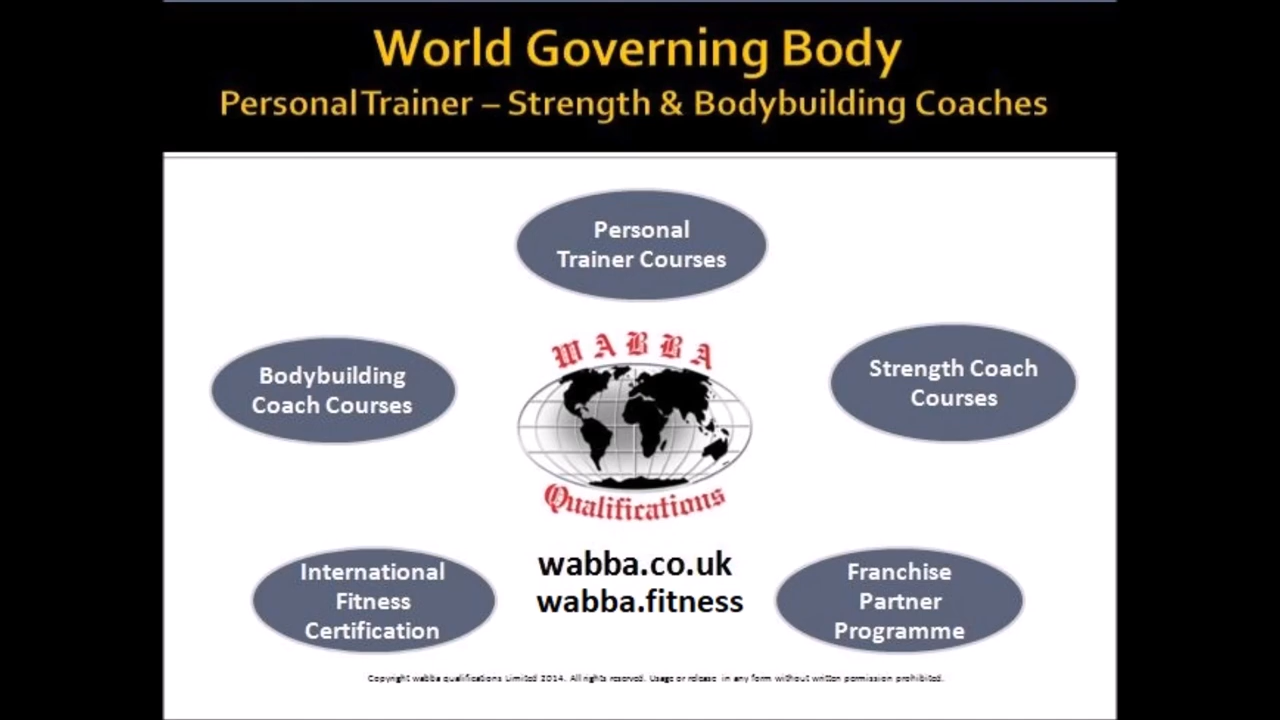 World Governing Body
Personal Trainer – Strength & Bodybuilding Coaches
Personal
Trainer Courses
Bodybuilding
Coach Courses
Strength Coach
Courses
WABBA
Qualifications
International
Fitness
Certification
wabba.co.uk
wabba.fitness
Franchise
Partner
Programme
Copyright wabba qualifications Limited 2014. All rights reserved. Usage or release in any form without written permission prohibited.